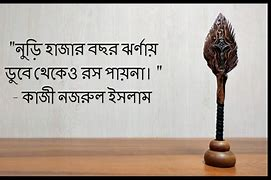 "নুড়ি হাজার বছর ঝর্ণায়
ডুবে থেকেও রস পায়না। "
- কাজী নজরুল ইসলাম